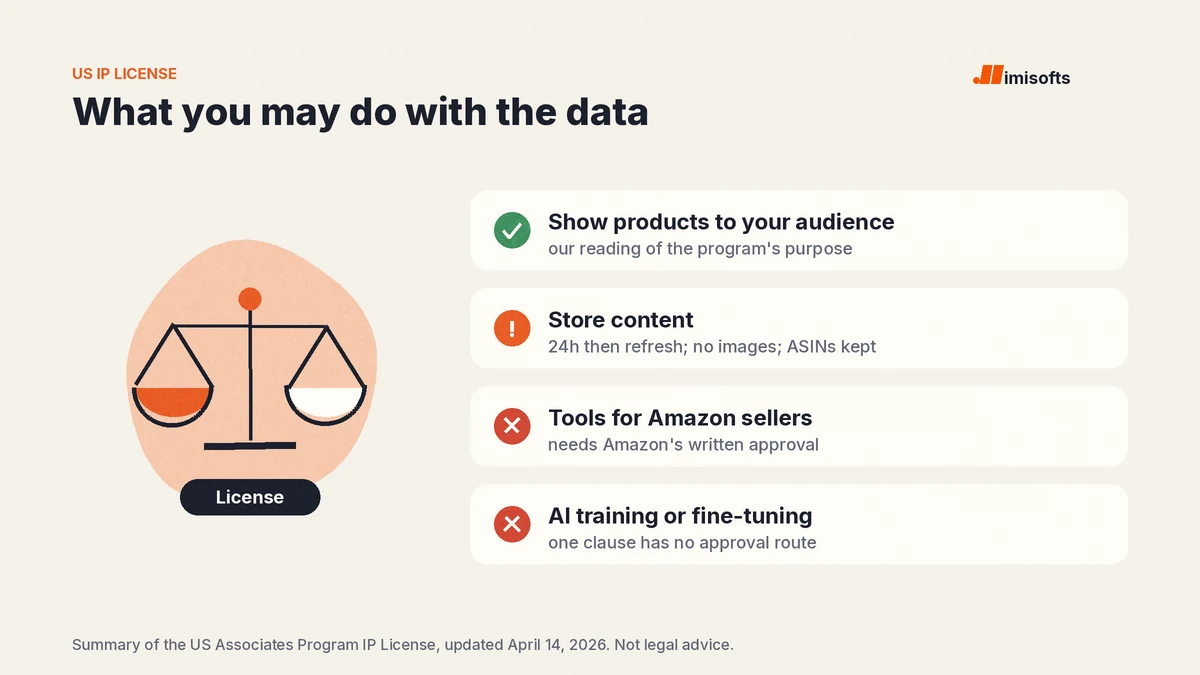 US IP LICENSE
What you may do with the data
imisofts
Show products to your audience
our reading of the program's purpose
Store content
24h then refresh; no images; ASINs kept
Tools for Amazon sellers
needs Amazon's written approval
AI training or fine-tuning
one clause has no approval route
License
Summary of the US Associates Program IP License, updated April 14, 2026. Not legal advice.